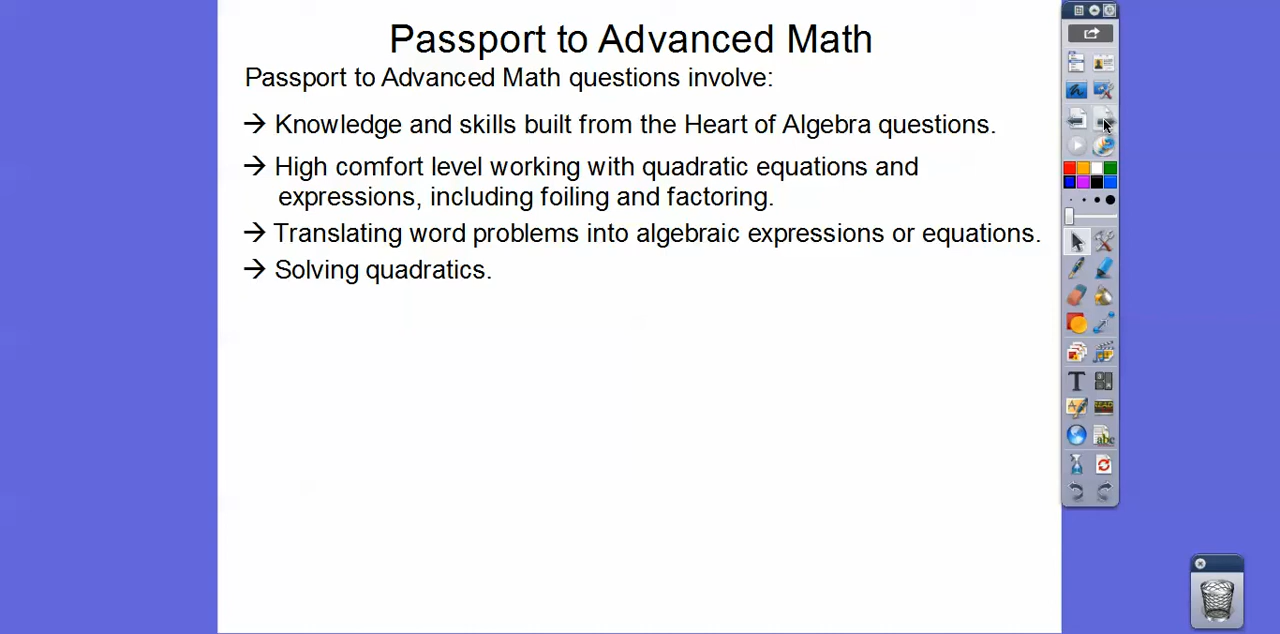 Passport to Advanced Math
Passport to Advanced Math questions involve:
→ Knowledge and skills built from the Heart of Algebra questions.
→ High comfort level working with quadratic equations and
expressions, including foiling and factoring.
→ Translating word problems into algebraic expressions or equations.
→ Solving quadratics.